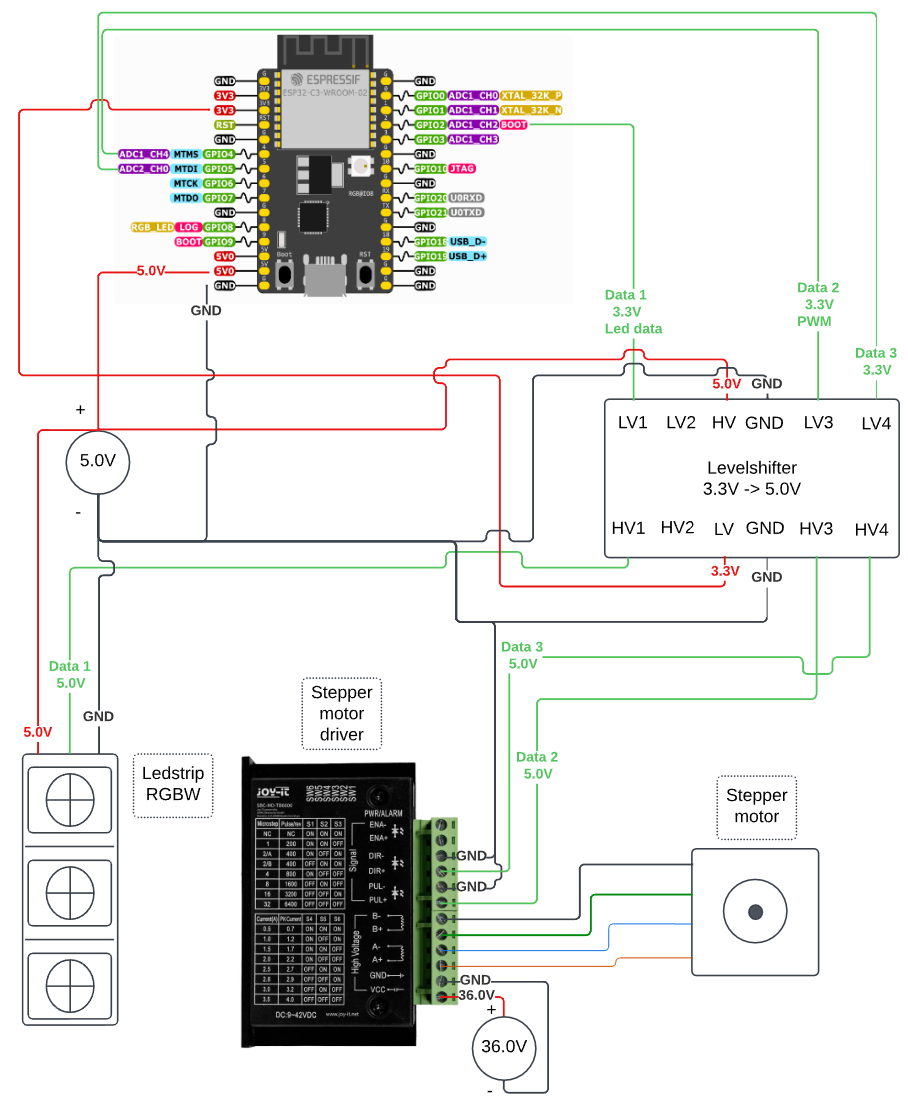 ESPRESSIF
ESP32-C3-WROOM-02
GND
3V3
3V3
RST
GND
ADC1_CH4 MTMS GPIO4
ADC2_CH0 MTDI GPIO5
MTCK GPIO6
MTDO GPIO7
GND
RGB_LED LOG GPIO8
BOOT GPIO9
5V0
5V0
GND
GND
GPIO0 ADC1_CH0 XTAL_32K_P
GPIO1 ADC1_CH1 XTAL_32K_N
GPIO2 ADC1_CH2 BOOT
GPIO3 ADC1_CH3
GND
GPIO10 JTAG
GND
GPIO20 U0RXD
GPIO21 U0TXD
GND
GPIO18 USB_D-
GPIO19 USB_D+
GND
GND
RGB@IO8
Boot
RST
5.0V
GND
Data 1
3.3V
Led data
Data 2
3.3V
PWM
Data 3
3.3V
5.0V
GND
LV1 LV2 HV GND LV3 LV4
Levelshifter
3.3V -> 5.0V
HV1 HV2 LV GND HV3 HV4
3.3V
GND
+
5.0V
-
Data 1
5.0V
GND
5.0V
Data 3
5.0V
Data 2
5.0V
Ledstrip
RGBW
Stepper
motor
driver
Stepper
motor
JOY-iT
SW6
SW5
SW4
SW3
SW2
SW1
PWR/ALARM
ENA-
ENA+
DIR-
DIR+
PUL-
PUL+
Signal
B-
B+
A-
A+
GND
VCC
High Voltage
Microstep Pulse/rev S1 S2 S3
NC NC ON ON ON
1 200 ON ON OFF
2/A 400 ON OFF ON
2/B 400 OFF ON ON
4 800 ON OFF OFF
8 1600 OFF ON OFF
16 3200 OFF OFF ON
32 6400 OFF OFF OFF
Current(A) PK Current S4 S5 S6
0.5 0.7 ON ON ON
1.0 1.2 ON OFF ON
1.5 1.7 ON ON OFF
2.0 2.2 ON OFF OFF
2.5 2.7 OFF ON ON
2.8 2.9 OFF OFF ON
3.0 3.2 OFF ON OFF
3.5 4.0 OFF OFF OFF
DC:9~42VDC
www.joy-it.net
GND
GND
GND
36.0V
+
36.0V
-